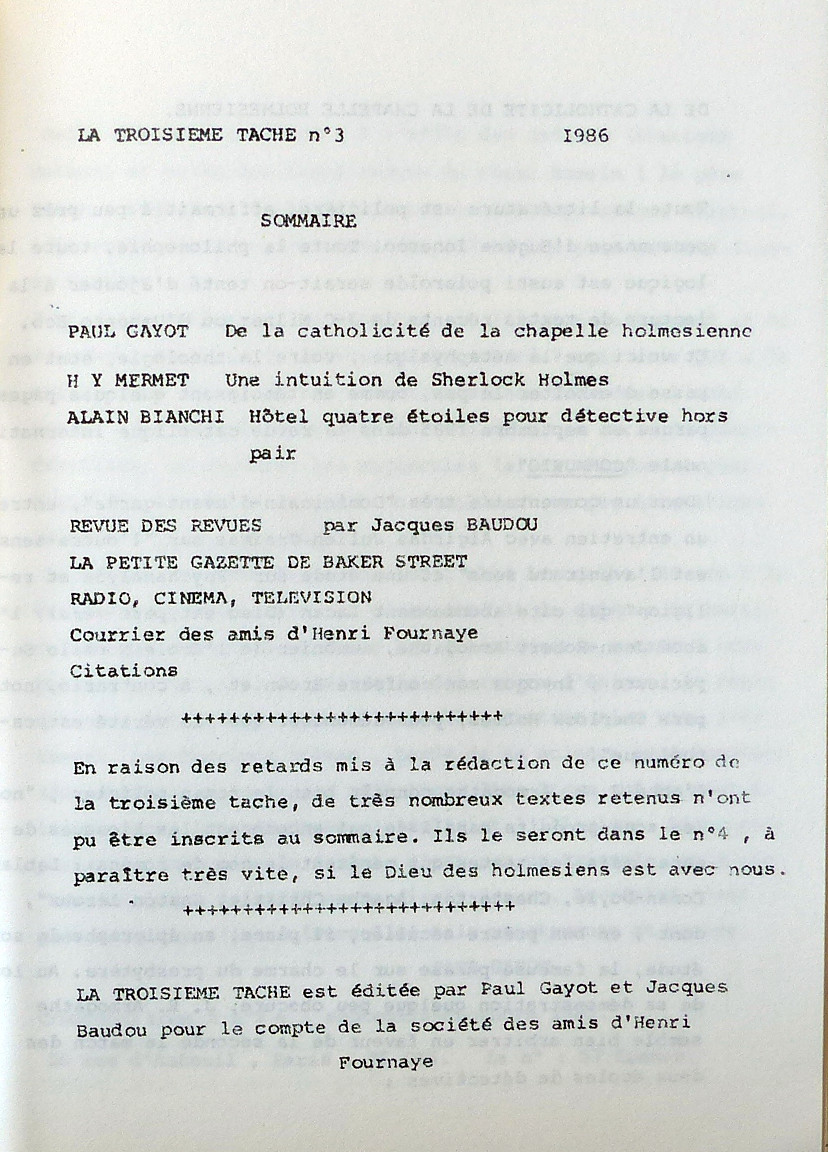 LA TROISIEME TACHE n°3 1986
SOMMAIRE
PAUL GAYOT De la catholicité de la chapelle holmesienne
H Y MERMET Une intuition de Sherlock Holmes
ALAIN BIANCHI Hôtel quatre étoiles pour détective hors
pair
REVUE DES REVUES par Jacques BAUDOU
LA PETITE GAZETTE DE BAKER STREET
RADIO, CINEMA, TELEVISION
Courrier des amis d'Henri Fournaye
Citations
+++++++++++++++++++++++++++
En raison des retards mis à la rédaction de ce numéro de
la troisième tache, de très nombreux textes retenus n'ont
pu être inscrits au sommaire. Ils le seront dans le n°4 , à
paraître très vite, si le Dieu des holmesiens est avec nous.
++++++++++++++++++++++++++++
LA TROISIEME TACHE est éditée par Paul Gayot et Jacques
Baudou pour le compte de la société des amis d'Henri
Fournaye